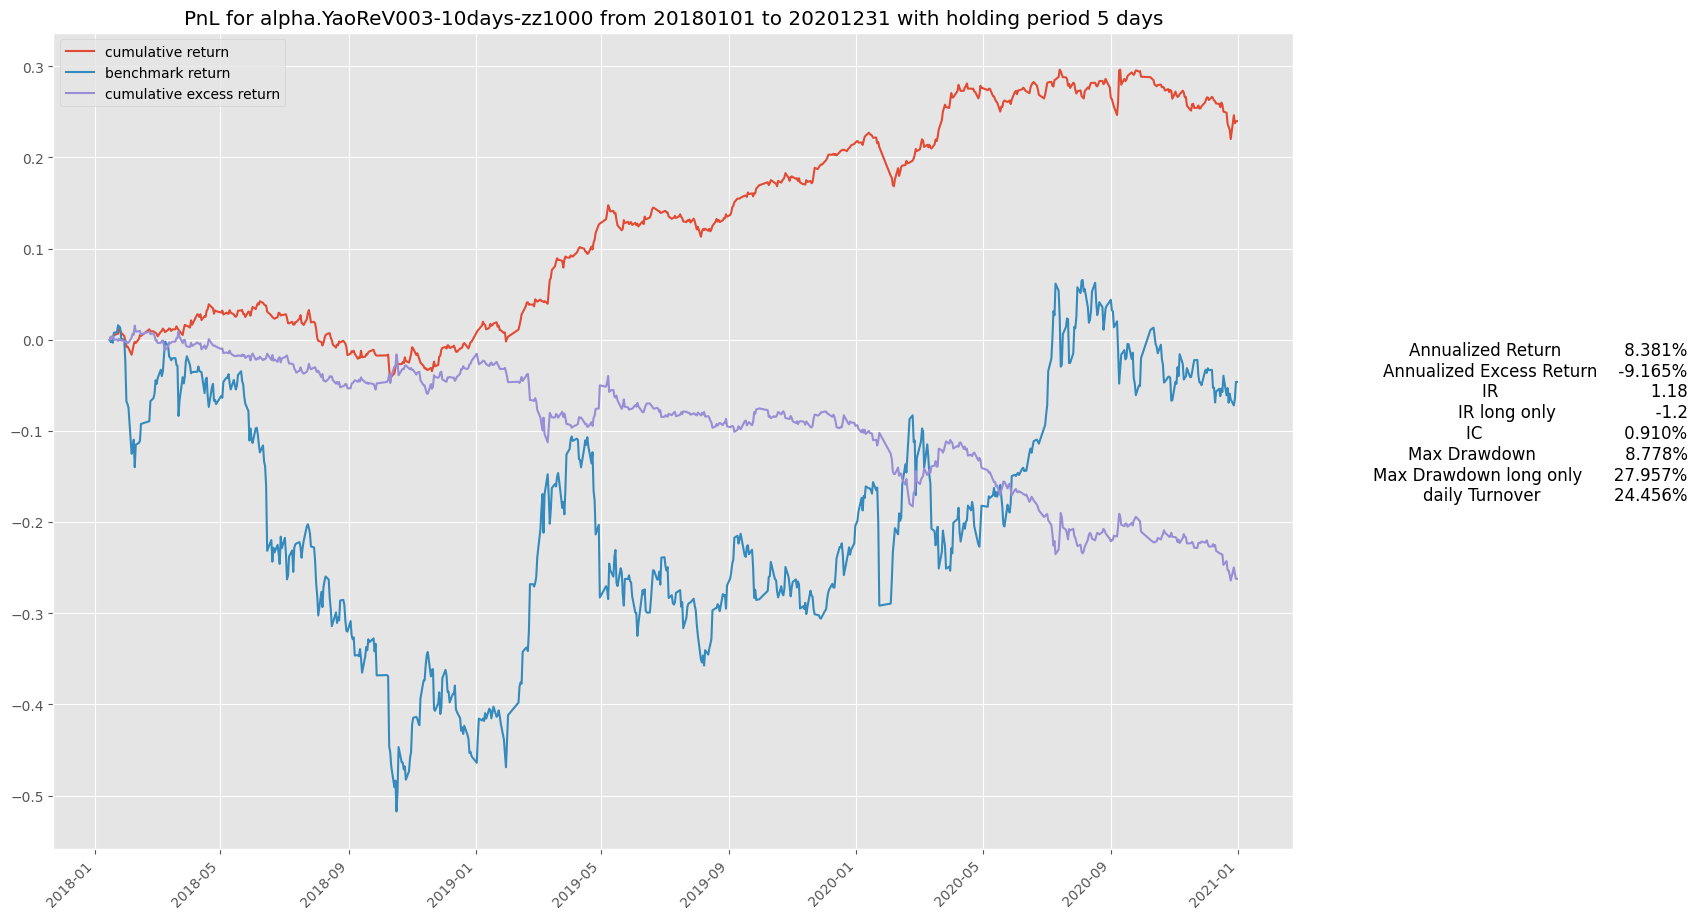 PnL for alpha.YaoReV003-10days-zz1000 from 20180101 to 20201231 with holding period 5 days
cumulative return
benchmark return
cumulative excess return
0.3
0.2
0.1
0.0
−0.1
−0.2
−0.3
−0.4
−0.5
2018-01
2018-05
2018-09
2019-01
2019-05
2019-09
2020-01
2020-05
2020-09
2021-01
Annualized Return 8.381%
Annualized Excess Return -9.165%
IR 1.18
IR long only -1.2
IC 0.910%
Max Drawdown 8.778%
Max Drawdown long only 27.957%
daily Turnover 24.456%